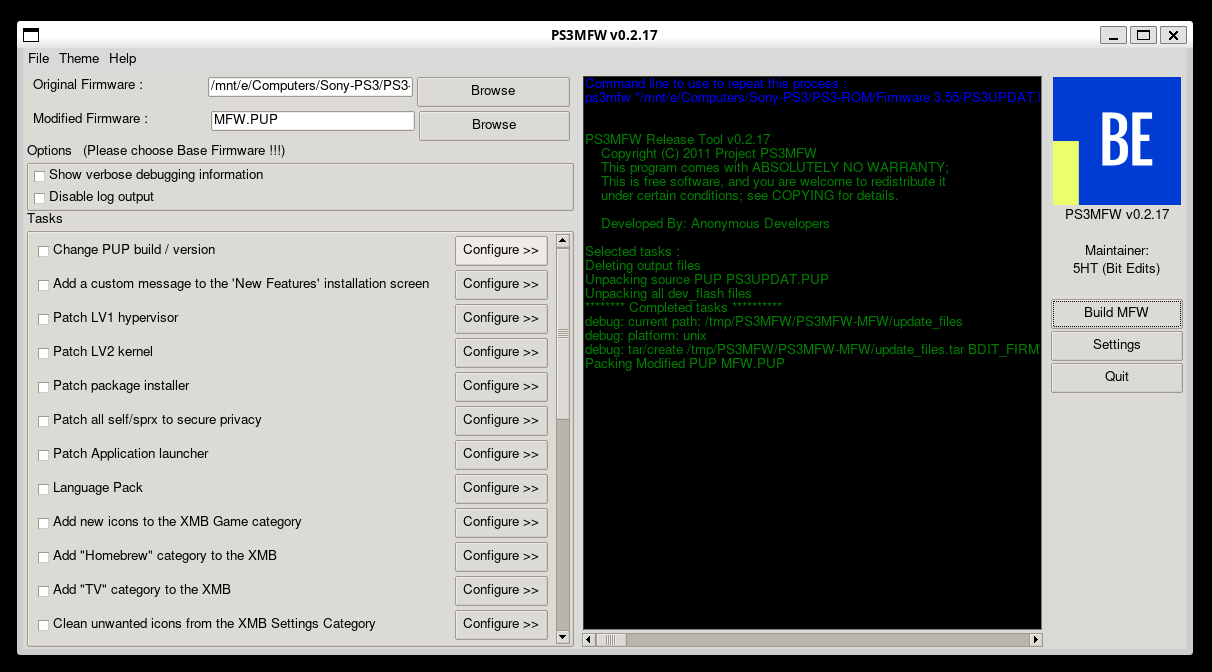 PS3MFW v0.2.17
File Theme Help
Original Firmware : /mnt/e/Computers/Sony-PS3/PS3- Browse
Modified Firmware : MFW.PUP Browse
Options (Please choose Base Firmware !!!)
Show verbose debugging information
Disable log output
Tasks
Change PUP build / version Configure >>
Add a custom message to the 'New Features' installation screen Configure >>
Patch LV1 hypervisor Configure >>
Patch LV2 kernel Configure >>
Patch package installer Configure >>
Patch all self/sprx to secure privacy Configure >>
Patch Application launcher Configure >>
Language Pack Configure >>
Add new icons to the XMB Game category Configure >>
Add "Homebrew" category to the XMB Configure >>
Add "TV" category to the XMB Configure >>
Clean unwanted icons from the XMB Settings Category Configure >>
Command line to use to repeat this process :
ps3mfw "/mnt/e/Computers/Sony-PS3/PS3-ROM/Firmware 3.55/PS3UPDAT.
PS3MFW Release Tool v0.2.17
Copyright (C) 2011 Project PS3MFW
This program comes with ABSOLUTELY NO WARRANTY;
This is free software, and you are welcome to redistribute it
under certain conditions; see COPYING for details.
Developed By: Anonymous Developers
Selected tasks :
Deleting output files
Unpacking source PUP PS3UPDAT.PUP
Unpacking all dev_flash files
******** Completed tasks **********
debug: current path: /tmp/PS3MFW/PS3MFW-MFW/update_files
debug: platform: unix
debug: tar/create /tmp/PS3MFW/PS3MFW-MFW/update_files.tar BDIT_FIRM
Packing Modified PUP MFW.PUP
BE
PS3MFW v0.2.17
Maintainer:
5HT (Bit Edits)
Build MFW
Settings
Quit